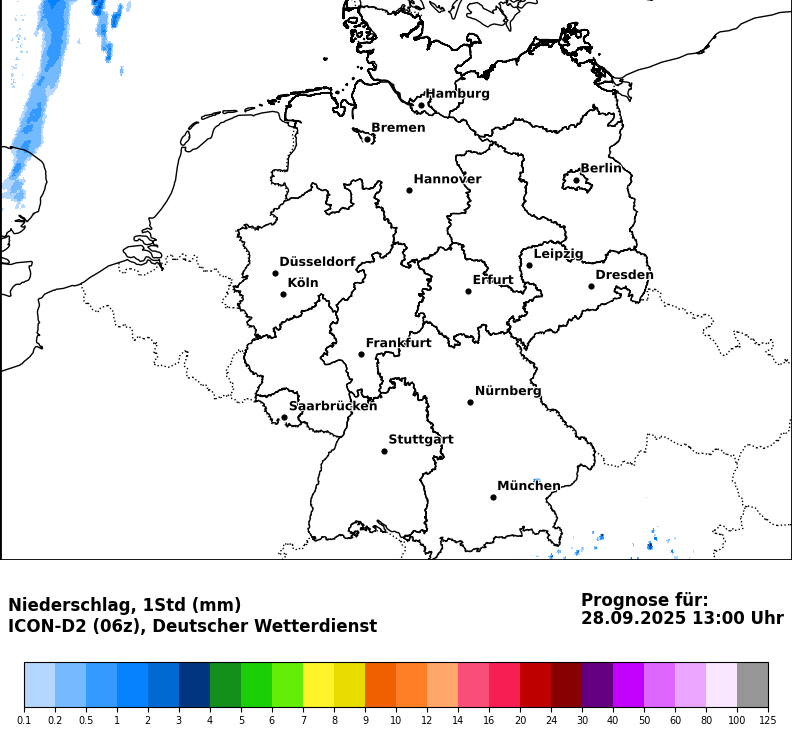 Hamburg
Bremen
Berlin
Hannover
Leipzig
Düsseldorf
Dresden
Köln
Erfurt
Frankfurt
Nürnberg
Saarbrücken
Stuttgart
München
Niederschlag, 1Std (mm)
ICON-D2 (06z), Deutscher Wetterdienst
Prognose für:
28.09.2025 13:00 Uhr
0.1 0.2 0.5 1 2 3 4 5 6 7 8 9 10 12 14 16 20 24 30 40 50 60 80 100 125